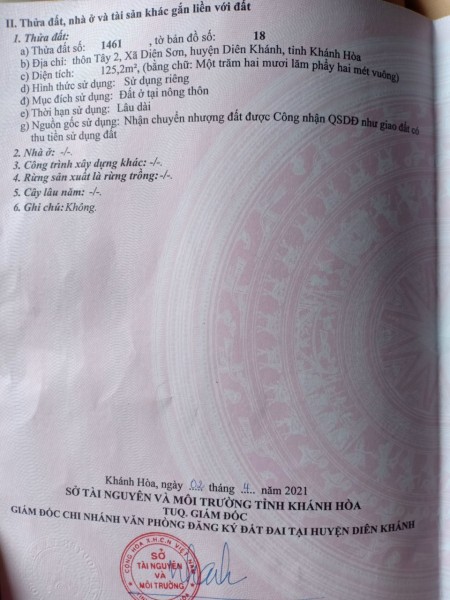 II. Thửa đất, nhà ở và tài sản khác gắn liền với đất
1. Thửa đất:
a) Thửa đất số: 1461 , tờ bản đồ số: 18
b) Địa chỉ: thôn Tây 2, Xã Diên Sơn, huyện Diên Khánh, tỉnh Khánh Hòa
c) Diện tích: 125,2m², (bằng chữ: Một trăm hai mươi lăm phẩy hai mét vuông)
d) Hình thức sử dụng: Sử dụng riêng
đ) Mục đích sử dụng: Đất ở tại nông thôn
e) Thời hạn sử dụng: Lâu dài
g) Nguồn gốc sử dụng: Nhận chuyển nhượng đất được Công nhận QSDĐ như giao đất có
thu tiền sử dụng đất
2. Nhà ở: -/-.
3. Công trình xây dựng khác: -/-.
4. Rừng sản xuất là rừng trồng: -/-.
5. Cây lâu năm: -/-.
6. Ghi chú: Không.
Khánh Hòa, ngày 02 tháng 4 năm 2021
SỞ TÀI NGUYÊN VÀ MÔI TRƯỜNG TỈNH KHÁNH HÒA
TUQ. GIÁM ĐỐC
GIÁM ĐỐC CHI NHÁNH VĂN PHÒNG ĐĂNG KÝ ĐẤT ĐAI TẠI HUYỆN DIÊN KHÁNH
CỘNG HÒA X.H.C.N VIỆT NAM
SỞ
TÀI NGUYÊN
VÀ
MÔI TRƯỜNG